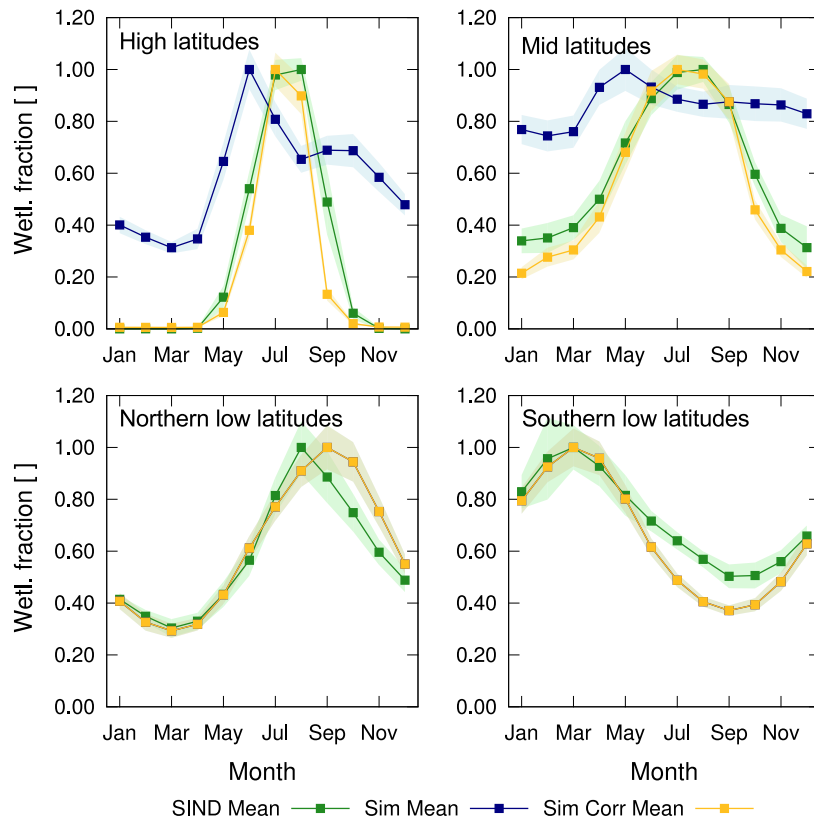 High latitudes
Mid latitudes
Wetl. fraction [ ]
1.20
1.00
0.80
0.60
0.40
0.20
0.00
Jan Mar May Jul Sep Nov
1.20
1.00
0.80
0.60
0.40
0.20
0.00
Jan Mar May Jul Sep Nov
Northern low latitudes
Southern low latitudes
Wetl. fraction [ ]
1.20
1.00
0.80
0.60
0.40
0.20
0.00
Jan Mar May Jul Sep Nov
Month
1.20
1.00
0.80
0.60
0.40
0.20
0.00
Jan Mar May Jul Sep Nov
Month
SIND Mean Sim Mean Sim Corr Mean